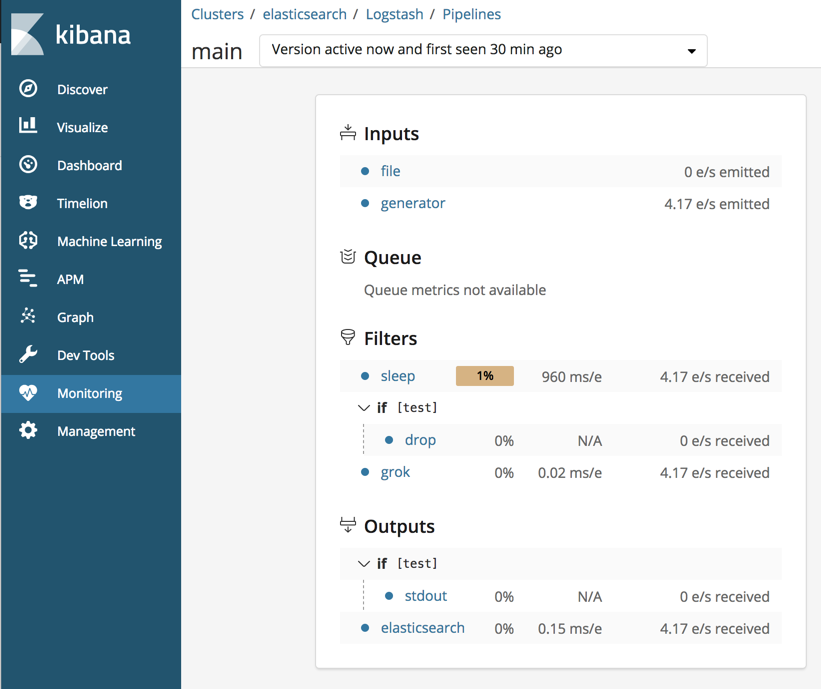 kibana
Discover
Visualize
Dashboard
Timelion
Machine Learning
APM
Graph
Dev Tools
Monitoring
Management
Clusters / elasticsearch / Logstash / Pipelines
main Version active now and first seen 30 min ago
Inputs
file 0 e/s emitted
generator 4.17 e/s emitted
Queue
Queue metrics not available
Filters
sleep 1% 960 ms/e 4.17 e/s received
if [test]
drop 0% N/A 0 e/s received
grok 0% 0.02 ms/e 4.17 e/s received
Outputs
if [test]
stdout 0% N/A 0 e/s received
elasticsearch 0% 0.15 ms/e 4.17 e/s received